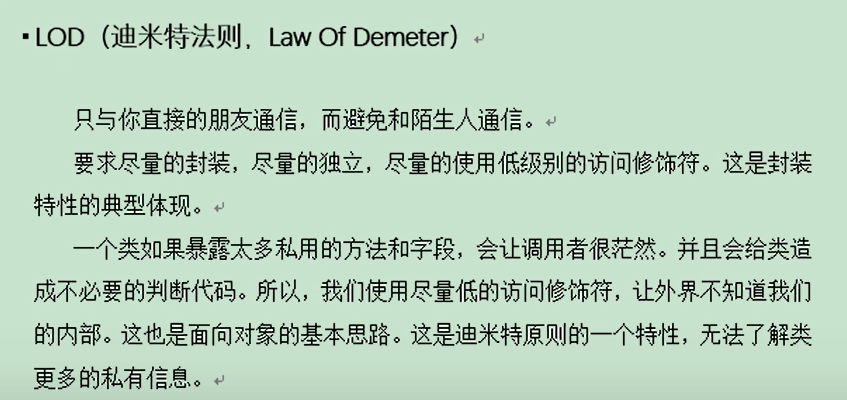 ▪LOD（迪米特法则，Law Of Demeter）
只与你直接的朋友通信，而避免和陌生人通信。
要求尽量的封装，尽量的独立，尽量的使用低级别的访问修饰符。这是封装
特性的典型体现。
一个类如果暴露太多私用的方法和字段，会让调用者很茫然。并且会给类造
成不必要的判断代码。所以，我们使用尽量低的访问修饰符，让外界不知道我们
的内部。这也是面向对象的基本思路。这是迪米特原则的一个特性，无法了解类
更多的私有信息。